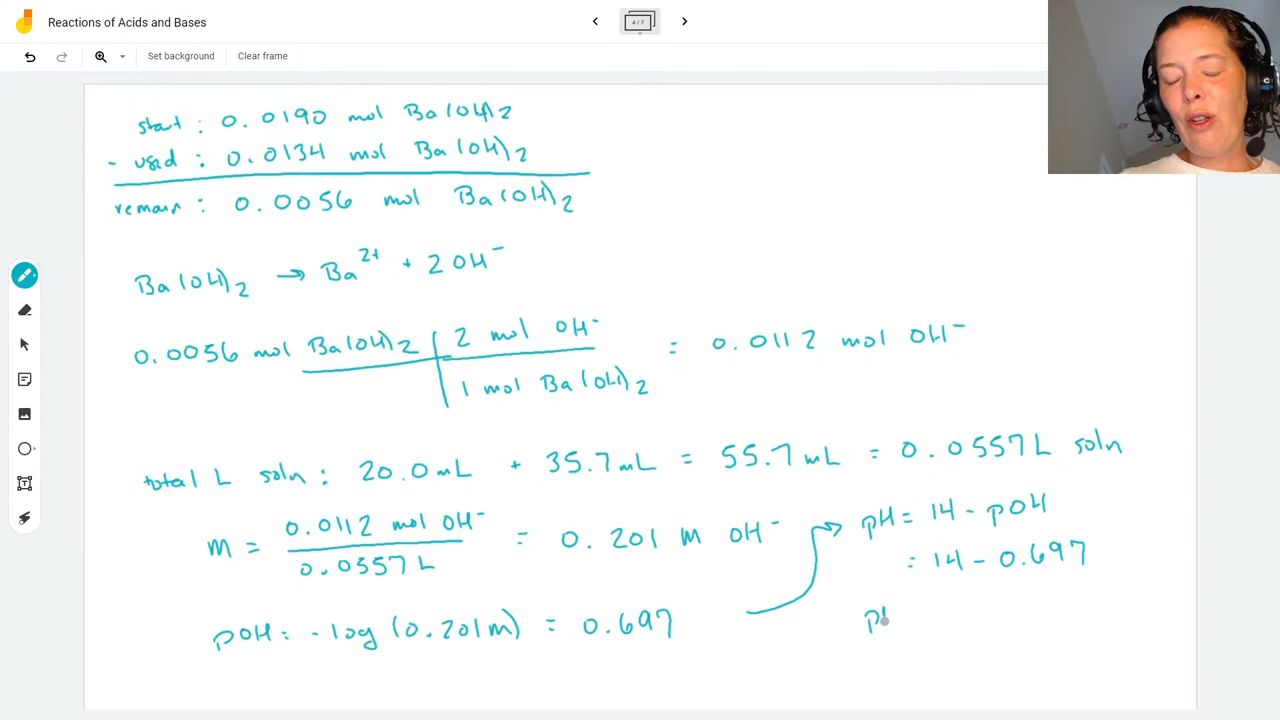 Reactions of Acids and Bases
4 / 7
Set background
Clear frame
start : 0.0190 mol Ba(OH)2
- used : 0.0134 mol Ba(OH)2
remain : 0.0056 mol Ba(OH)2
Ba(OH)2 → Ba2+ + 2OH-
0.0056 mol Ba(OH)2 | 2 mol OH- = 0.0112 mol OH-
1 mol Ba(OH)2
total L soln : 20.0 mL + 35.7 mL = 55.7 mL = 0.0557 L soln
M = 0.0112 mol OH- = 0.201 M OH-
0.0557 L
pH = 14 - pOH
= 14 - 0.697
pOH = -log (0.201 M) = 0.697
pH